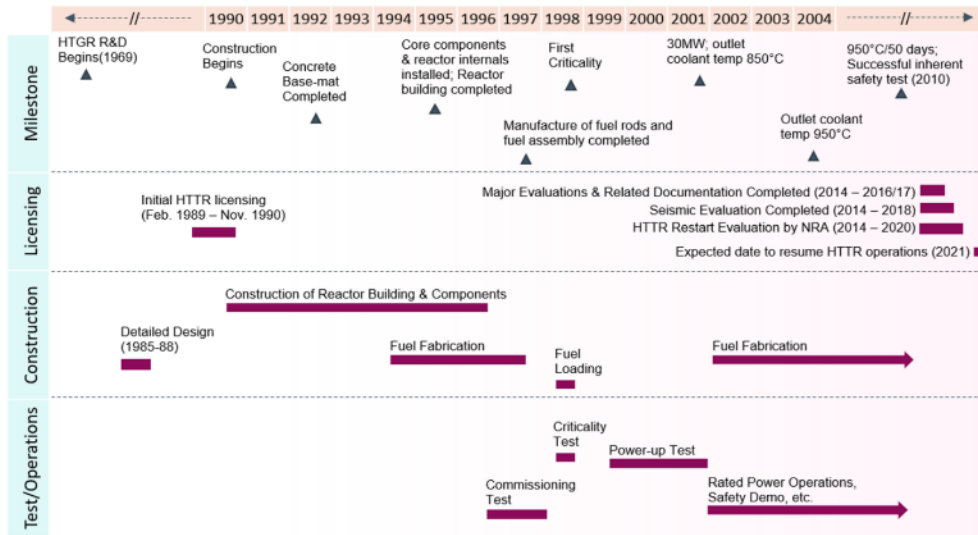 // 1990 1991 1992 1993 1994 1995 1996 1997 1998 1999 2000 2001 2002 2003 2004 //
Milestone
HTGR R&D
Begins(1969)
Construction
Begins
Concrete
Base-mat
Completed
Core components
& reactor internals
installed; Reactor
building completed
Manufacture of fuel rods and
fuel assembly completed
First
Criticality
30MW; outlet
coolant temp 850°C
Outlet coolant
temp 950°C
950°C/50 days;
Successful inherent
safety test (2010)
Licensing
Initial HTTR licensing
(Feb. 1989 – Nov. 1990)
Major Evaluations & Related Documentation Completed (2014 – 2016/17)
Seismic Evaluation Completed (2014 – 2018)
HTTR Restart Evaluation by NRA (2014 – 2020)
Expected date to resume HTTR operations (2021)
Construction
Construction of Reactor Building & Components
Detailed Design
(1985-88)
Fuel Fabrication
Fuel
Loading
Fuel Fabrication
Test/Operations
Criticality
Test
Power-up Test
Commissioning
Test
Rated Power Operations,
Safety Demo, etc.